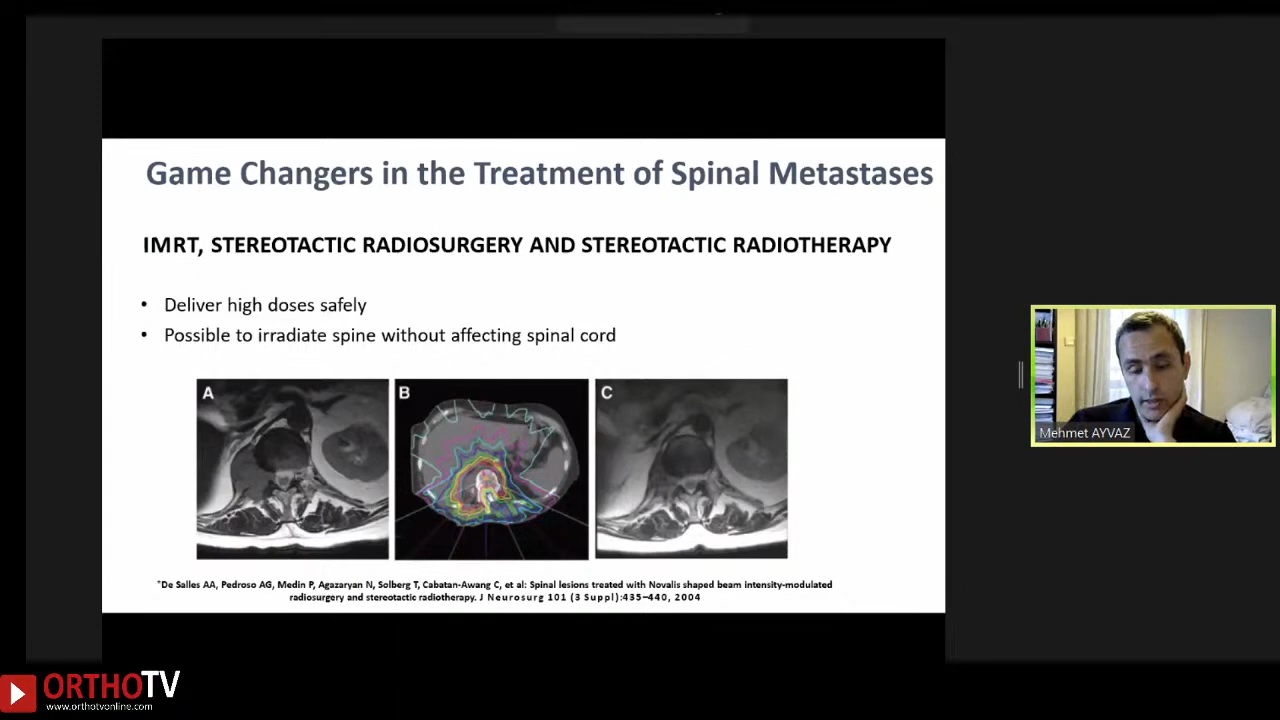 Game Changers in the Treatment of Spinal Metastases
IMRT, STEREOTACTIC RADIOSURGERY AND STEREOTACTIC RADIOTHERAPY
• Deliver high doses safely
• Possible to irradiate spine without affecting spinal cord
A
B
C
*De Salles AA, Pedroso AG, Medin P, Agazaryan N, Solberg T, Cabatan-Awang C, et al: Spinal lesions treated with Novalis shaped beam intensity-modulated
radiosurgery and stereotactic radiotherapy. J Neurosurg 101 (3 Suppl):435–440, 2004
Mehmet AYVAZ
ORTHOTV
www.orthotvonline.com